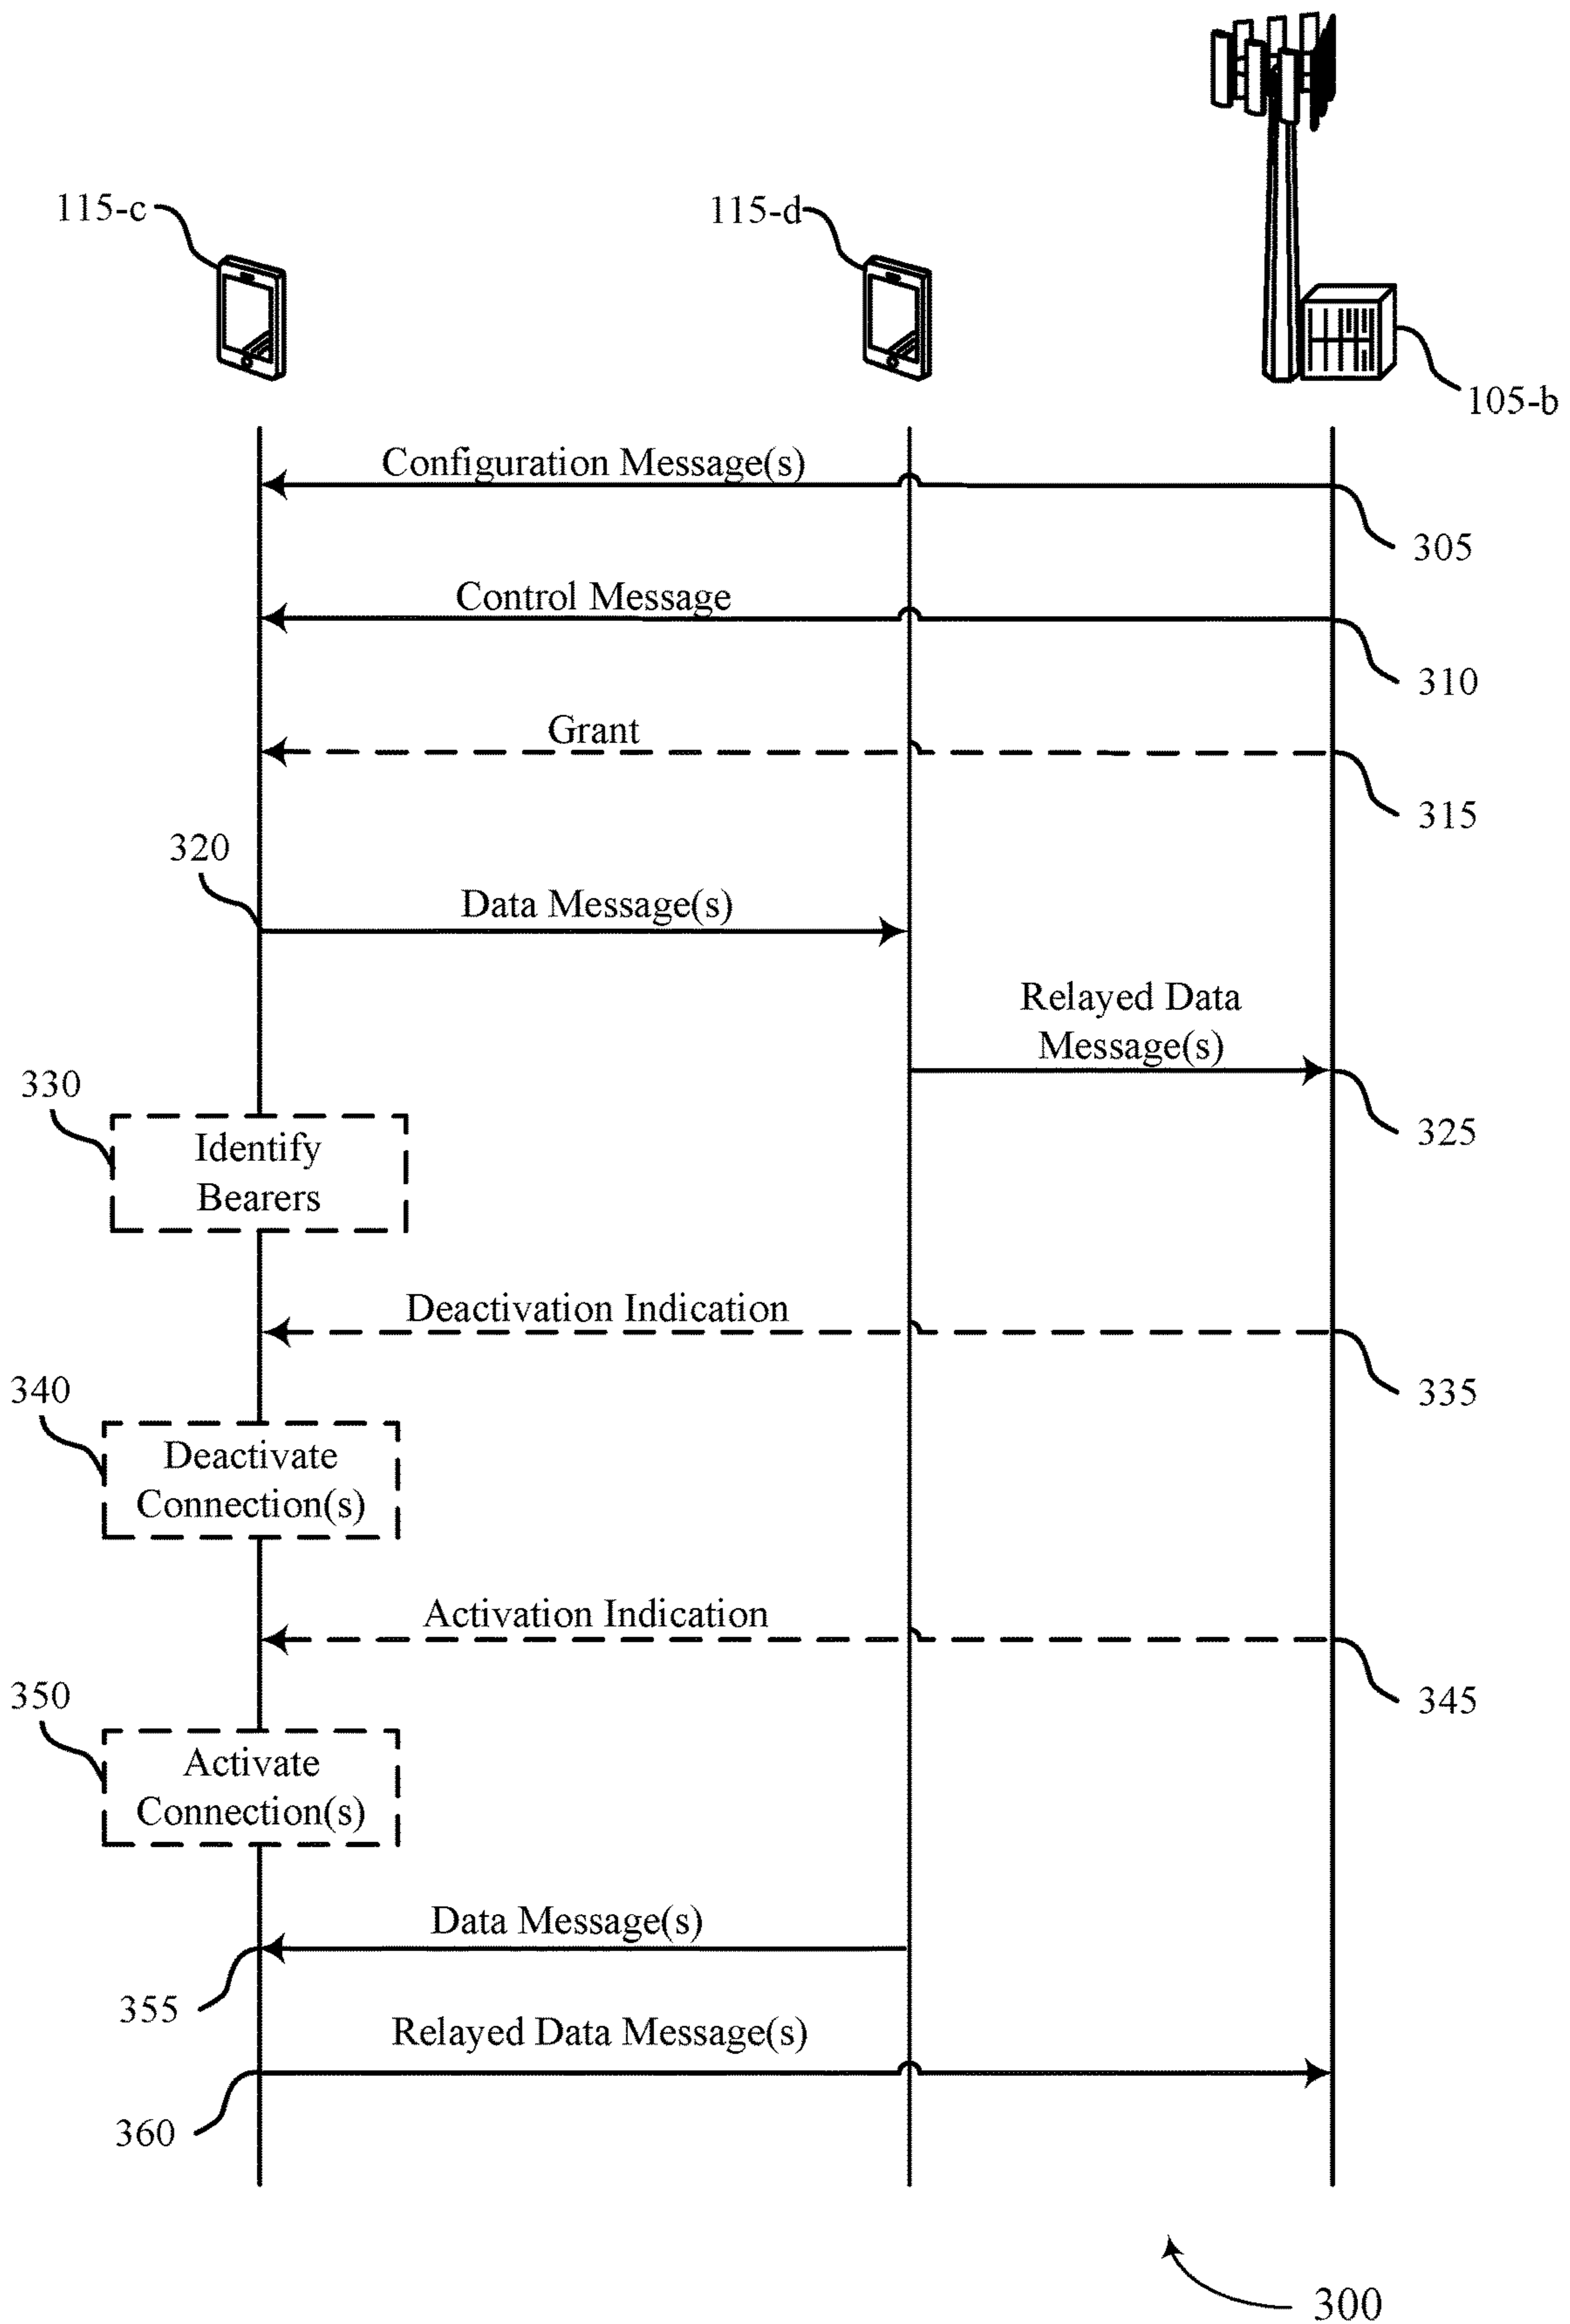 115-c
115-d
105-b
Configuration Message(s)
305
Control Message
310
Grant
315
320
Data Message(s)
Relayed Data
Message(s)
325
330
Identify
Bearers
Deactivation Indication
335
340
Deactivate
Connection(s)
Activation Indication
345
350
Activate
Connection(s)
Data Message(s)
355
Relayed Data Message(s)
360
300